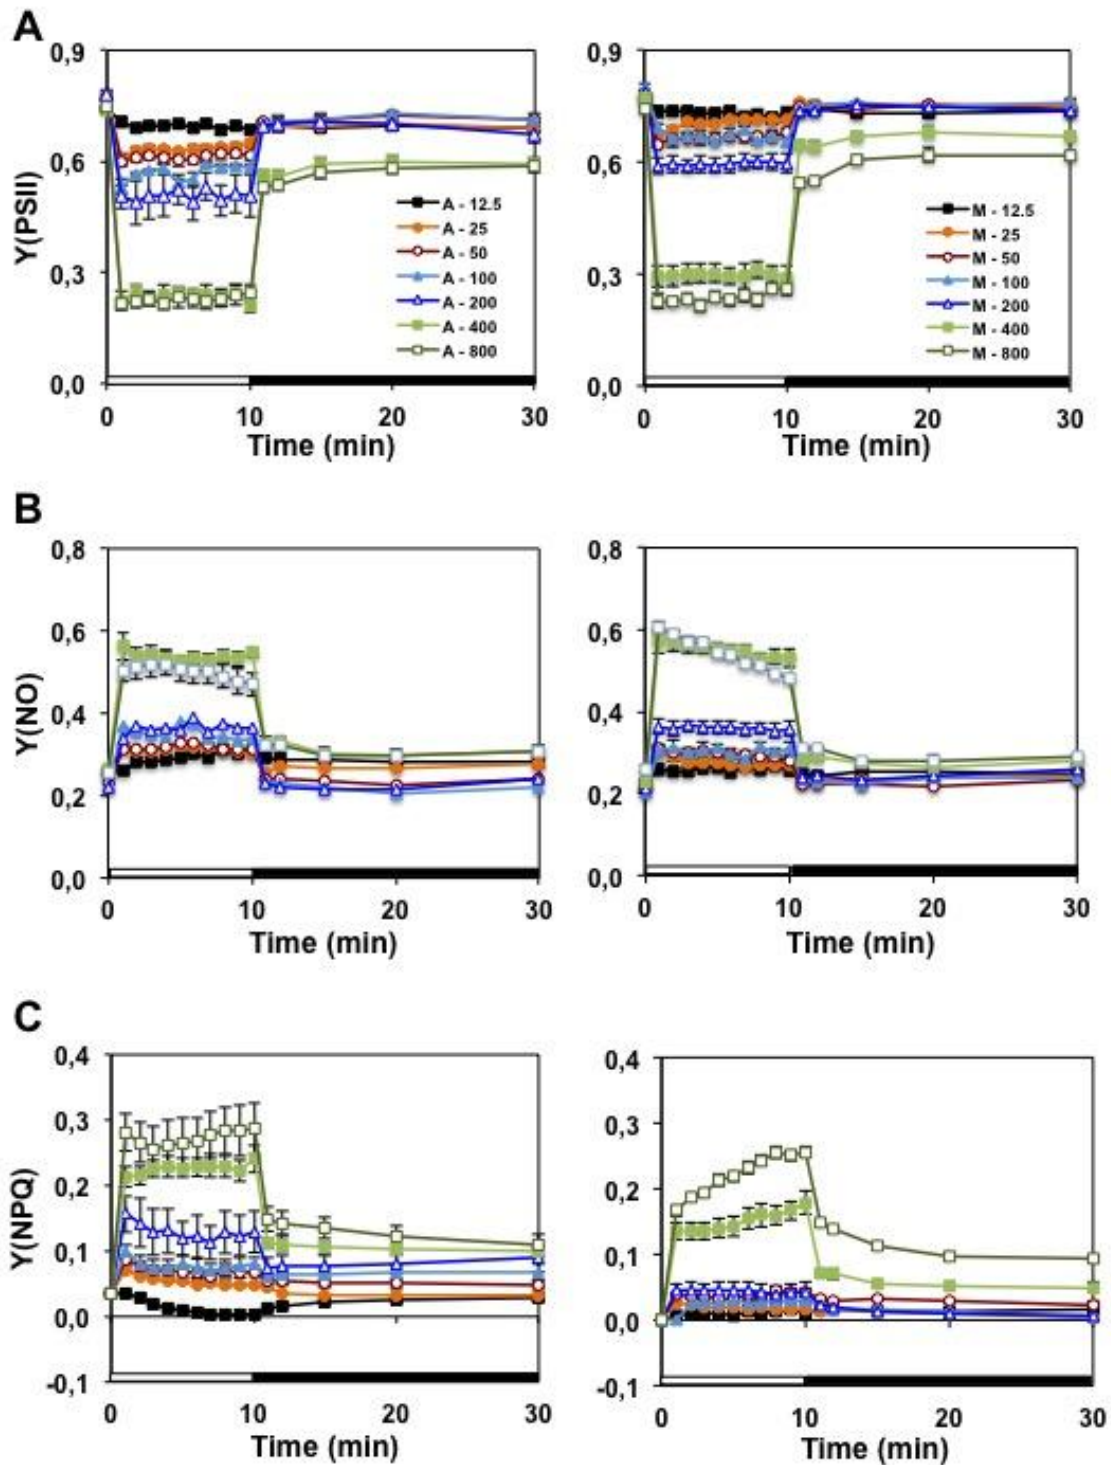 A
Y(PSII)
0,9
0,6
0,3
0,0
A - 12.5
A - 25
A - 50
A - 100
A - 200
A - 400
A - 800
0 10 20 30
Time (min)
0,9
0,6
0,3
0,0
M - 12.5
M - 25
M - 50
M - 100
M - 200
M - 400
M - 800
0 10 20 30
Time (min)
B
Y(NO)
0,8
0,6
0,4
0,2
0,0
0 10 20 30
Time (min)
0,8
0,6
0,4
0,2
0,0
0 10 20 30
Time (min)
C
Y(NPQ)
0,4
0,3
0,2
0,1
0,0
-0,1
0 10 20 30
Time (min)
0,4
0,3
0,2
0,1
0,0
-0,1
0 10 20 30
Time (min)